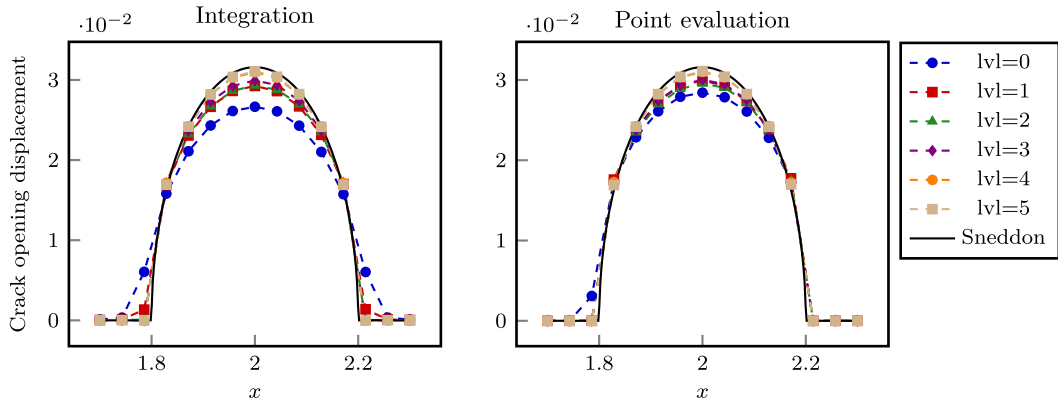 Integration
Point evaluation
·10⁻²
·10⁻²
Crack opening displacement
3
2
1
0
1.8
2
2.2
x
3
2
1
0
1.8
2
2.2
x
lvl=0
lvl=1
lvl=2
lvl=3
lvl=4
lvl=5
Sneddon